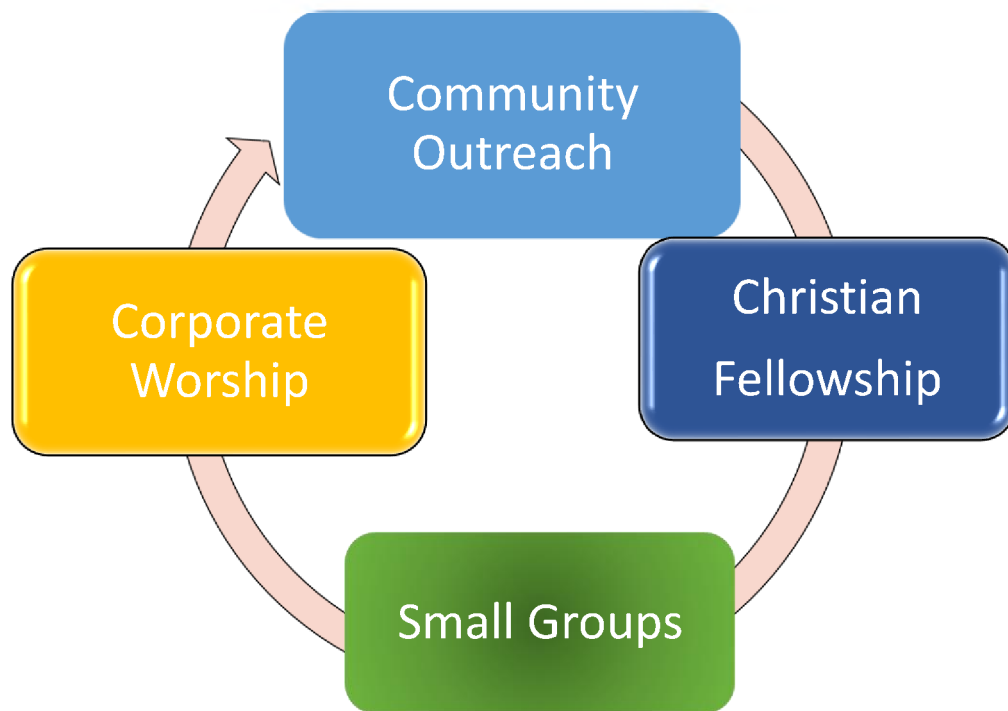 Community
Outreach
Christian
Fellowship
Small Groups
Corporate
Worship